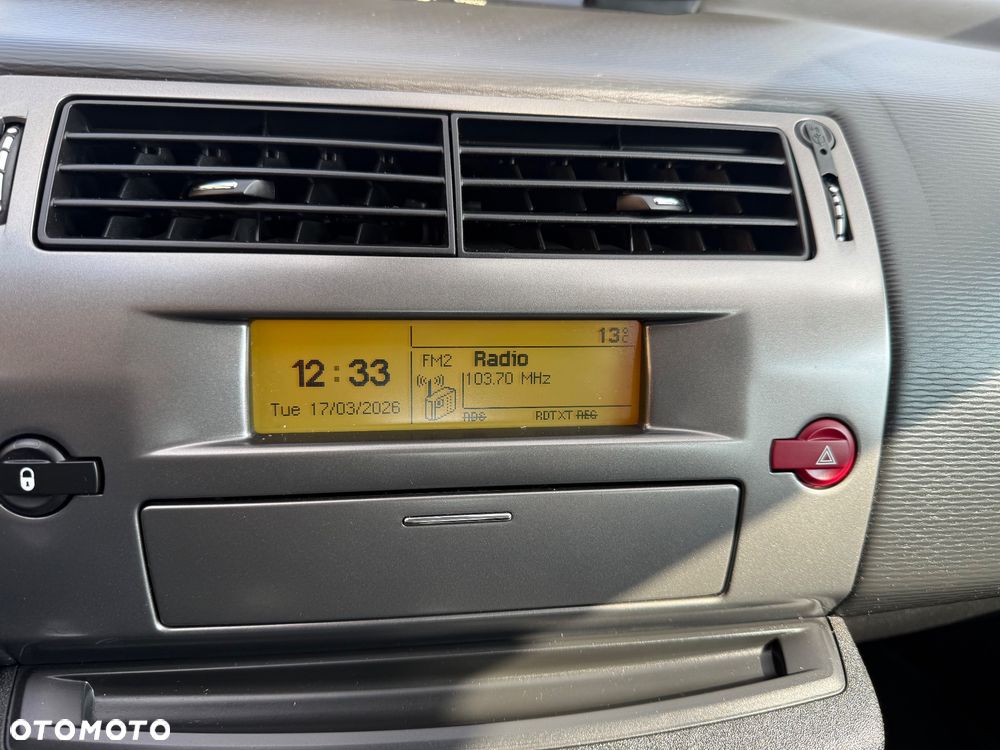 13°C
12:33
Tue 17/03/2026
FM2 Radio
103.70 MHz
RDS RDTXT REG
OTOMOTO